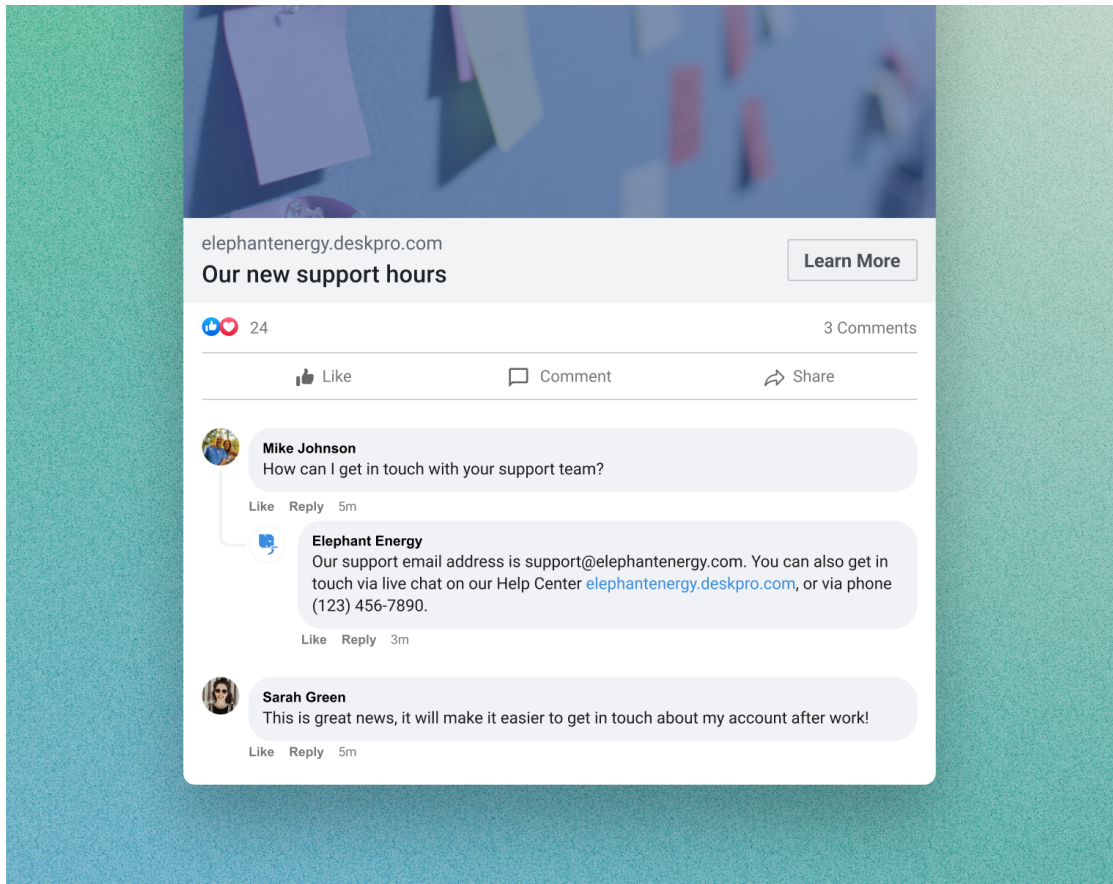 elephantenergy.deskpro.com
Our new support hours
Learn More
24
3 Comments
Like
Comment
Share
Mike Johnson
How can I get in touch with your support team?
Like Reply 5m
Elephant Energy
Our support email address is support@elephantenergy.com. You can also get in
touch via live chat on our Help Center elephantenergy.deskpro.com, or via phone
(123) 456-7890.
Like Reply 3m
Sarah Green
This is great news, it will make it easier to get in touch about my account after work!
Like Reply 5m